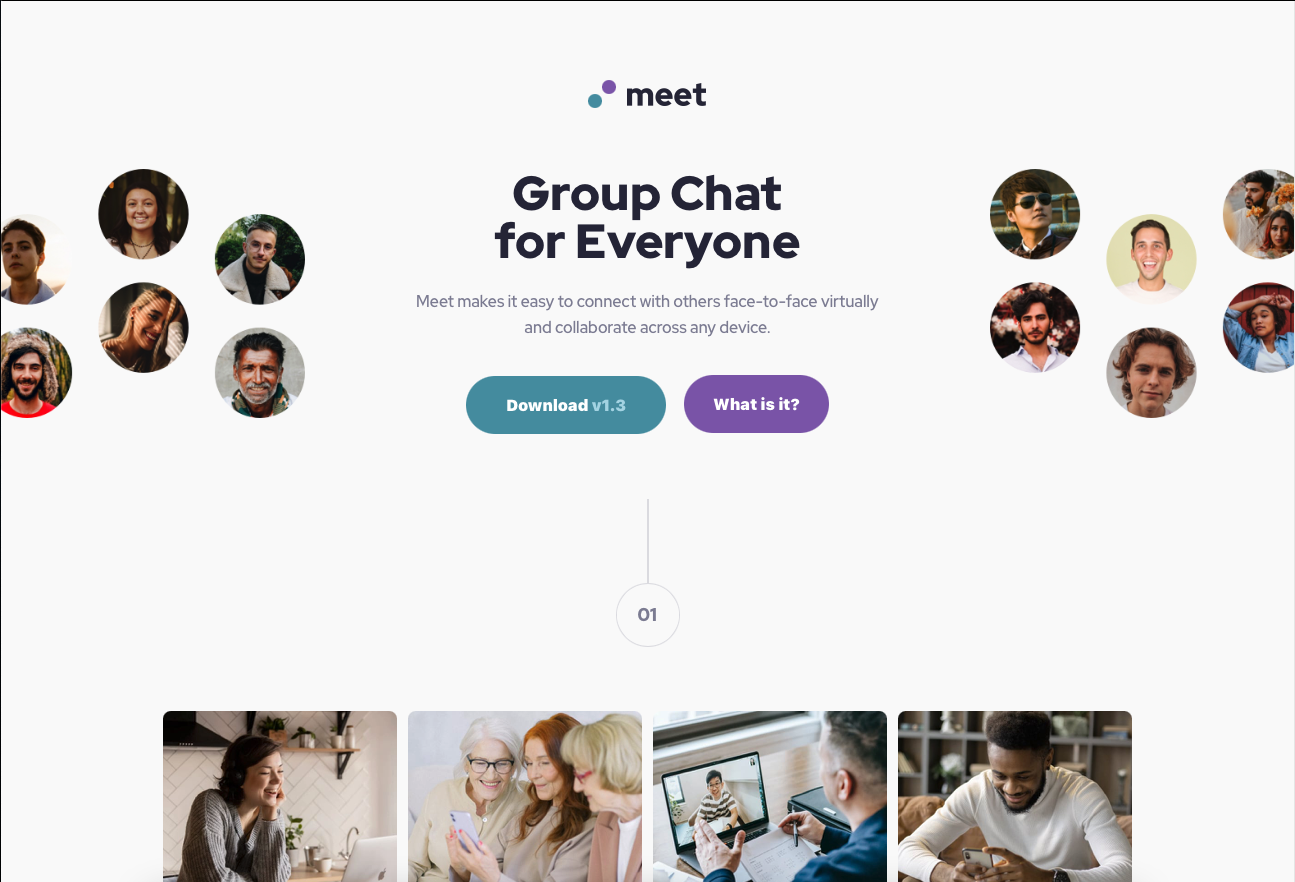 meet
Group Chat
for Everyone
Meet makes it easy to connect with others face-to-face virtually
and collaborate across any device.
Download v1.3
What is it?
01